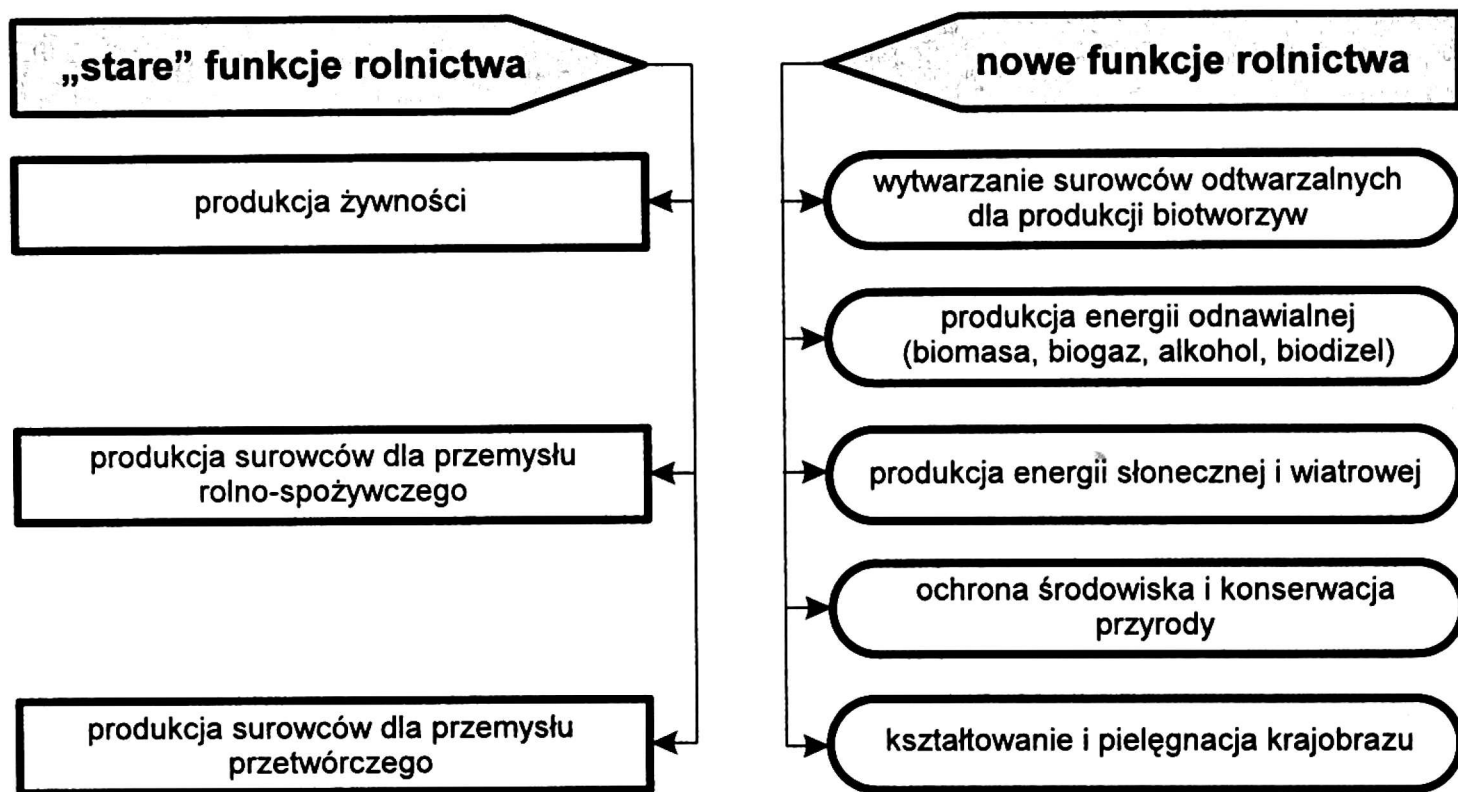 „stare” funkcje rolnictwa
produkcja żywności
produkcja surowców dla przemysłu
rolno-spożywczego
produkcja surowców dla przemysłu
przetwórczego
nowe funkcje rolnictwa
wytwarzanie surowców odtwarzalnych
dla produkcji biotworzyw
produkcja energii odnawialnej
(biomasa, biogaz, alkohol, biodizel)
produkcja energii słonecznej i wiatrowej
ochrona środowiska i konserwacja
przyrody
kształtowanie i pielęgnacja krajobrazu